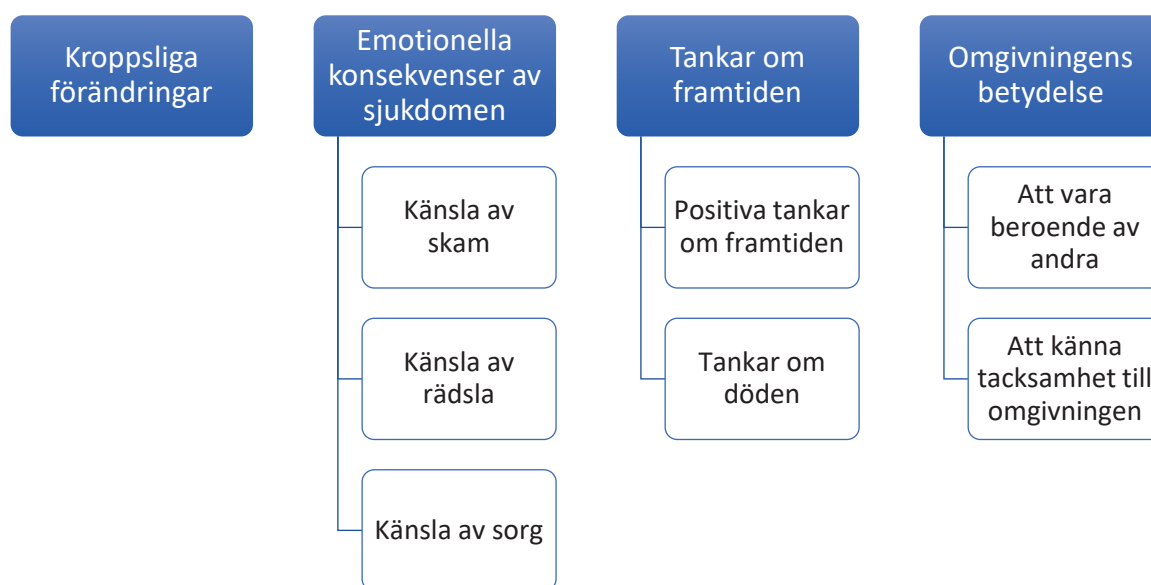 Kroppsliga
förändringar
Emotionella
konsekvenser av
sjukdomen
Känsla av
skam
Känsla av
rädsla
Känsla av sorg
Tankar om
framtiden
Positiva tankar
om framtiden
Tankar om
döden
Omgivningens
betydelse
Att vara
beroende av
andra
Att känna
tacksamhet till
omgivningen